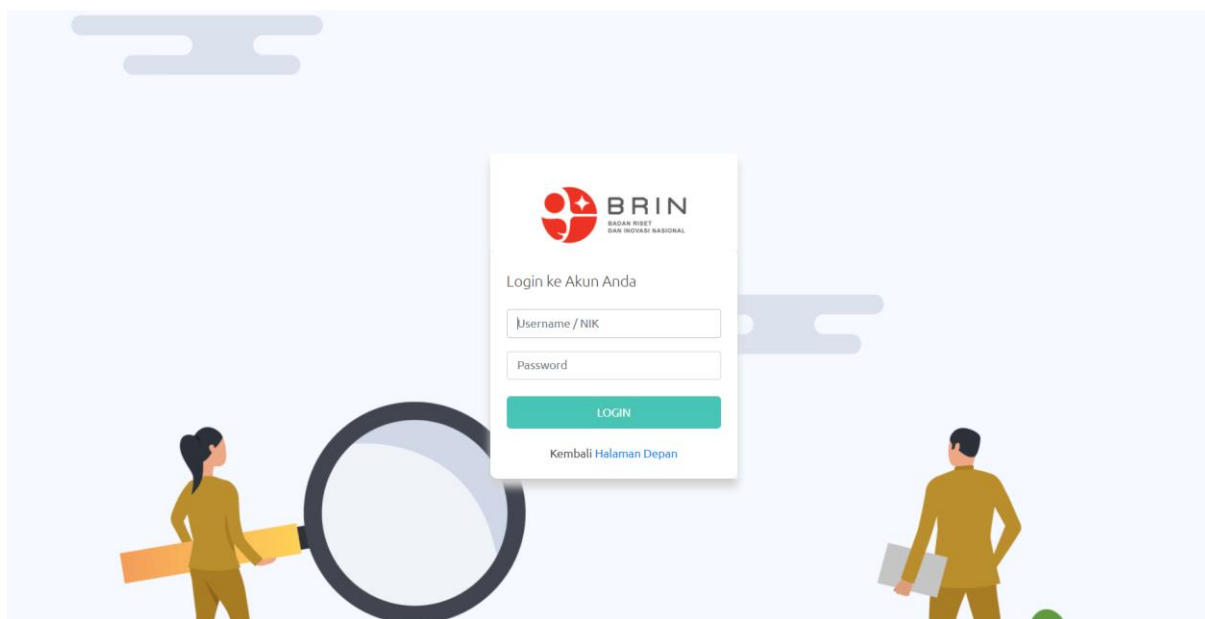 BRIN
BADAN RISET
DAN INOVASI NASIONAL
Login ke Akun Anda
Username / NIK
Password
LOGIN
Kembali Halaman Depan